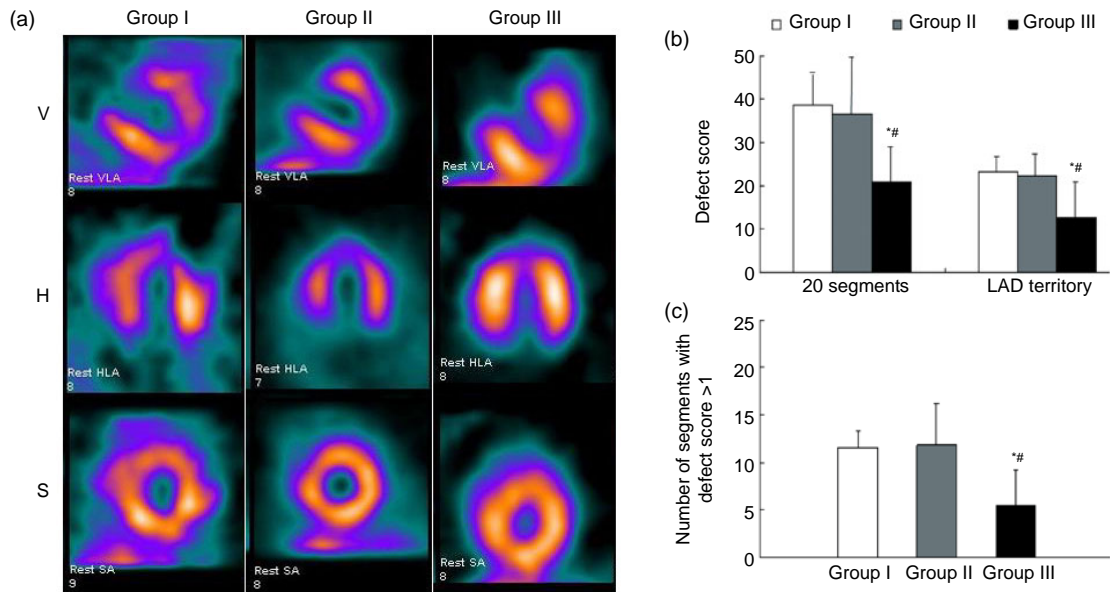 (a)
Group I
Group II
Group III
V
Rest VLA
8
Rest VLA
8
Rest VLA
8
H
Rest HLA
8
Rest HLA
7
Rest HLA
8
S
Rest SA
9
Rest SA
8
Rest SA
8
(b)
Group I
Group II
Group III
Defect score
50
40
30
20
10
0
*#
*#
20 segments
LAD territory
(c)
Number of segments with
defect score >1
25
20
15
10
5
0
*#
Group I
Group II
Group III